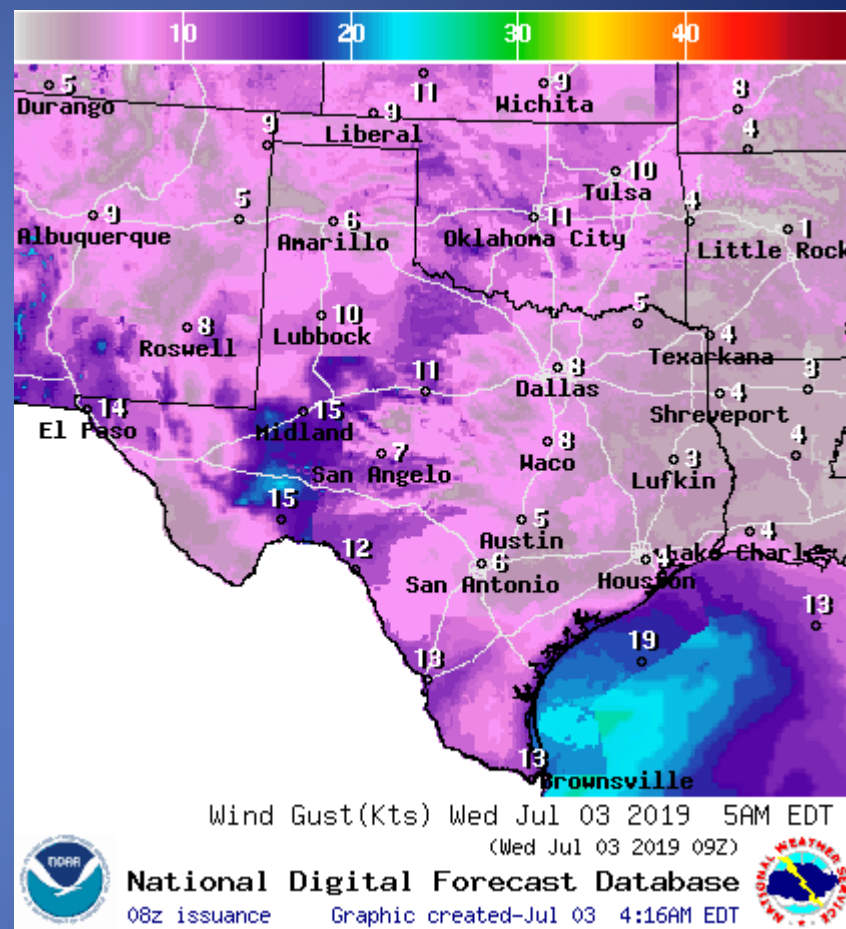 10 20 30 40
5 11 9 8
Durango Wichita
9 9 4
Liberal
10
Tulsa
9 5 6 11 4 1
Albuquerque Amarillo Oklahoma City Little Rock
8 10 5 4
Roswell Lubbock Texarkana
11 8 3
Dallas
14 15 4
El Paso Midland Shreveport
7 8 3 4
San Angelo Waco Lufkin
15 5 4
Austin Lake Charles
12 6
San Antonio Houston
13
19
13 13
Brownsville
Wind Gust(Kts) Wed Jul 03 2019 5AM EDT
(Wed Jul 03 2019 09Z)
NOAA
NATIONAL WEATHER SERVICE
National Digital Forecast Database
08z issuance Graphic created-Jul 03 4:16AM EDT